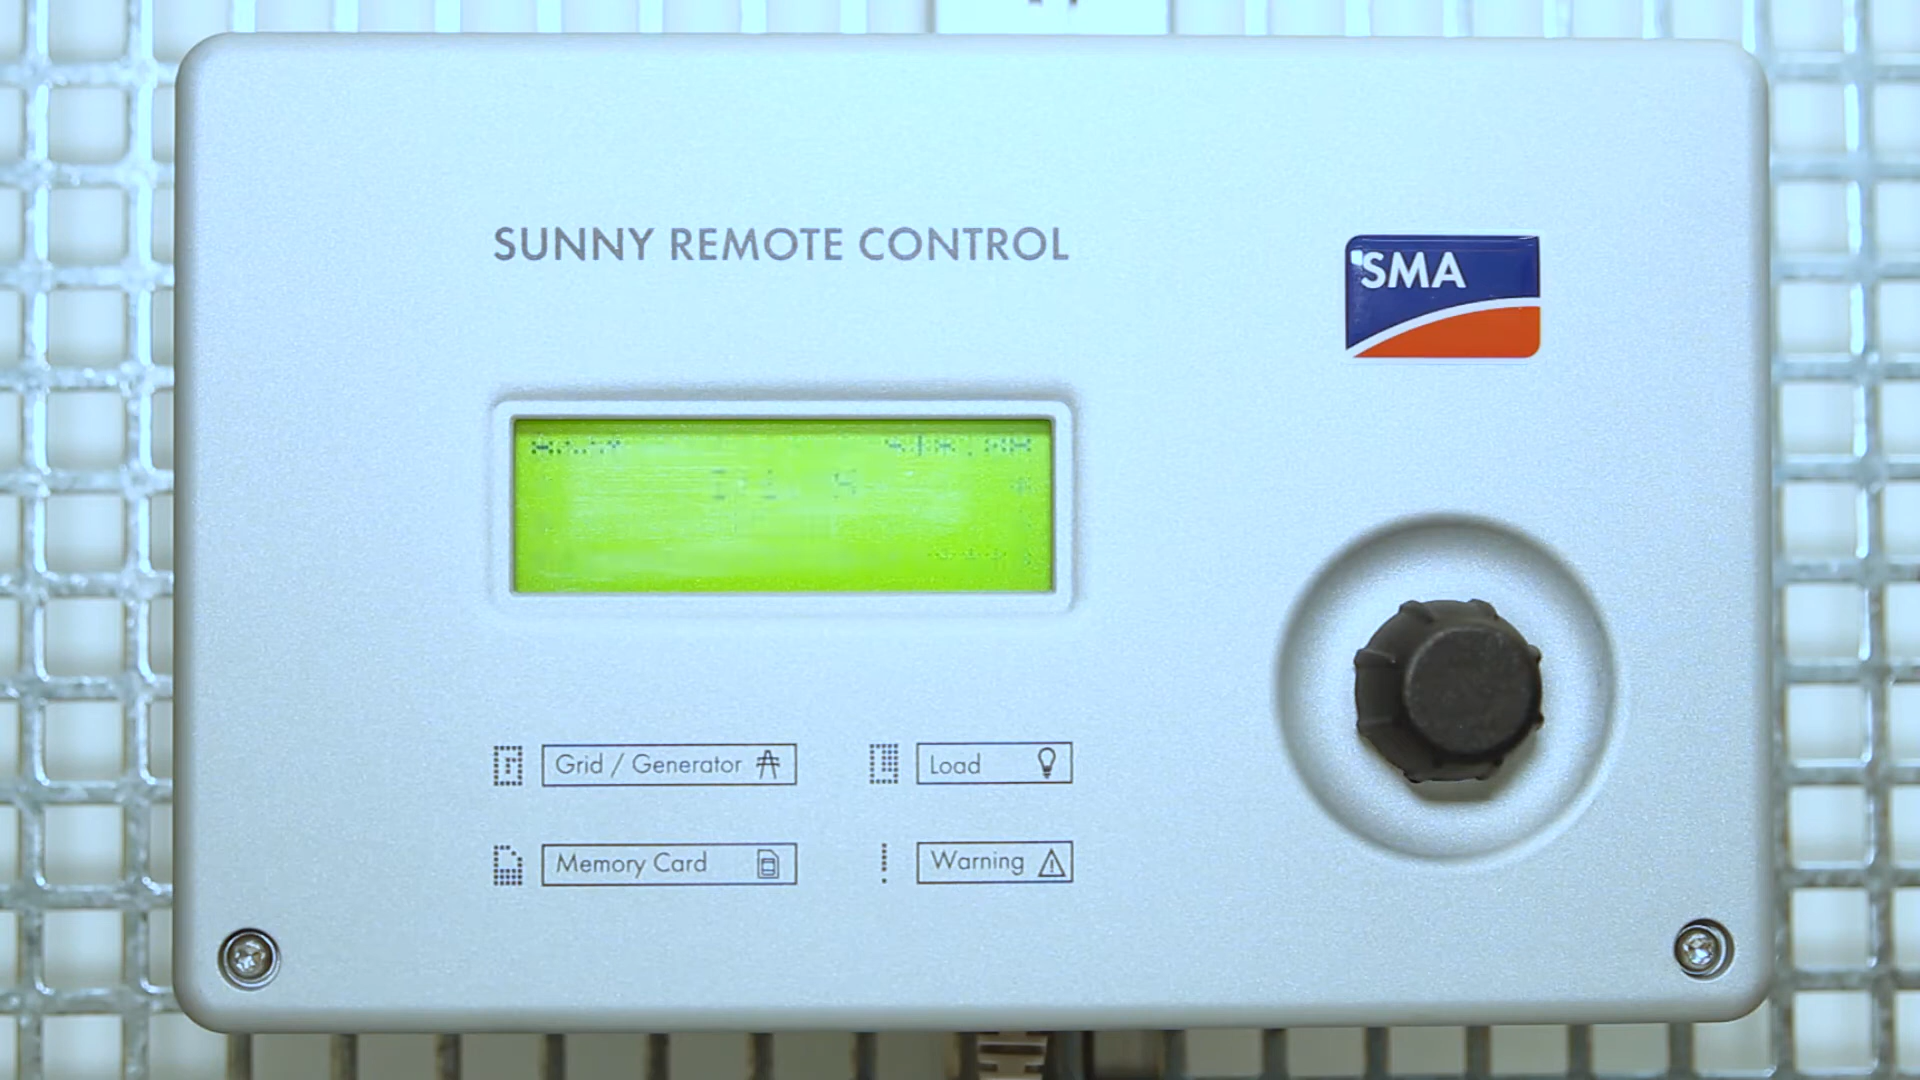 SUNNY REMOTE CONTROL
SMA
Grid / Generator
Load
Memory Card
Warning